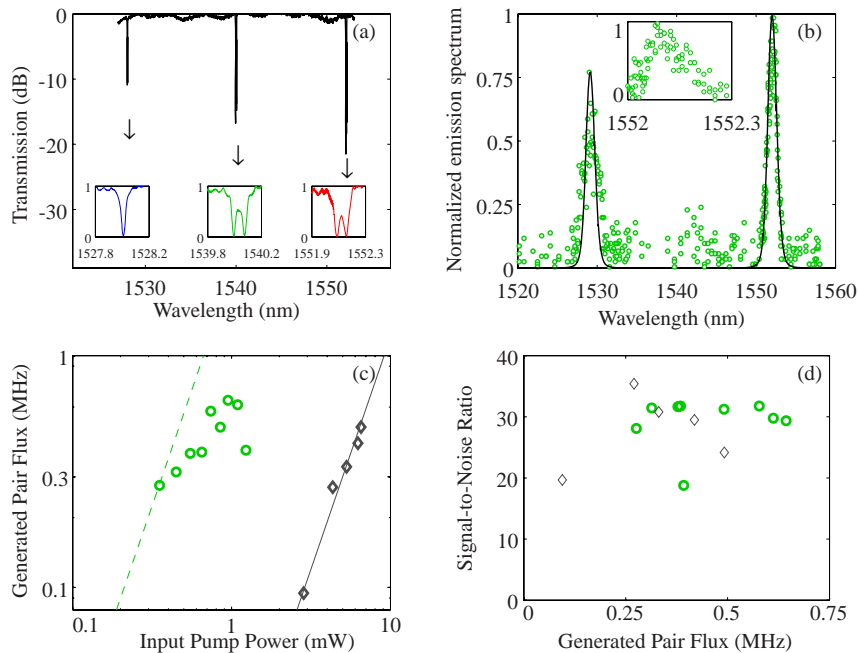 0
(a)
-10
-20
-30
Transmission (dB)
1
0
1527.8 1528.2
1
0
1539.8 1540.2
1
0
1551.9 1552.3
1530 1540 1550
Wavelength (nm)
1
(b)
0.75
0.5
0.25
0
Normalized emission spectrum
1
0
1552 1552.3
1520 1530 1540 1550 1560
Wavelength (nm)
1
(c)
0.3
0.1
Generated Pair Flux (MHz)
0.1 1 10
Input Pump Power (mW)
40
(d)
30
20
10
0
Signal-to-Noise Ratio
0 0.25 0.5 0.75
Generated Pair Flux (MHz)